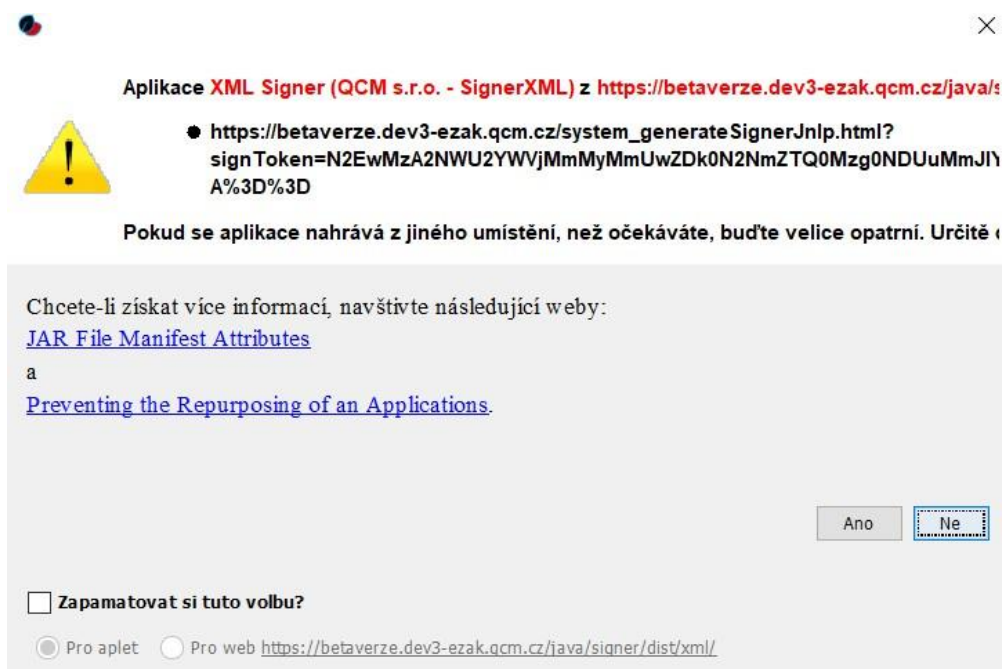 Aplikace XML Signer (QCM s.r.o. - SignerXML) z https://betaverze.dev3-ezak.qcm.cz/java/s
https://betaverze.dev3-ezak.qcm.cz/system_generateSignerJnlp.html?
signToken=N2EwMzA2NWU2YWVjMmMyMmUwZDk0N2NmZTQ0Mzg0NDUuMmJlY
A%3D%3D
Pokud se aplikace nahrává z jiného umístění, než očekáváte, buďte velice opatrní. Určitě
Chcete-li získat více informací, navštivte následující weby:
JAR File Manifest Attributes
a
Preventing the Repurposing of an Applications.
Ano Ne
Zapamatovat si tuto volbu?
Pro aplet Pro web https://betaverze.dev3-ezak.qcm.cz/java/signer/dist/xml/